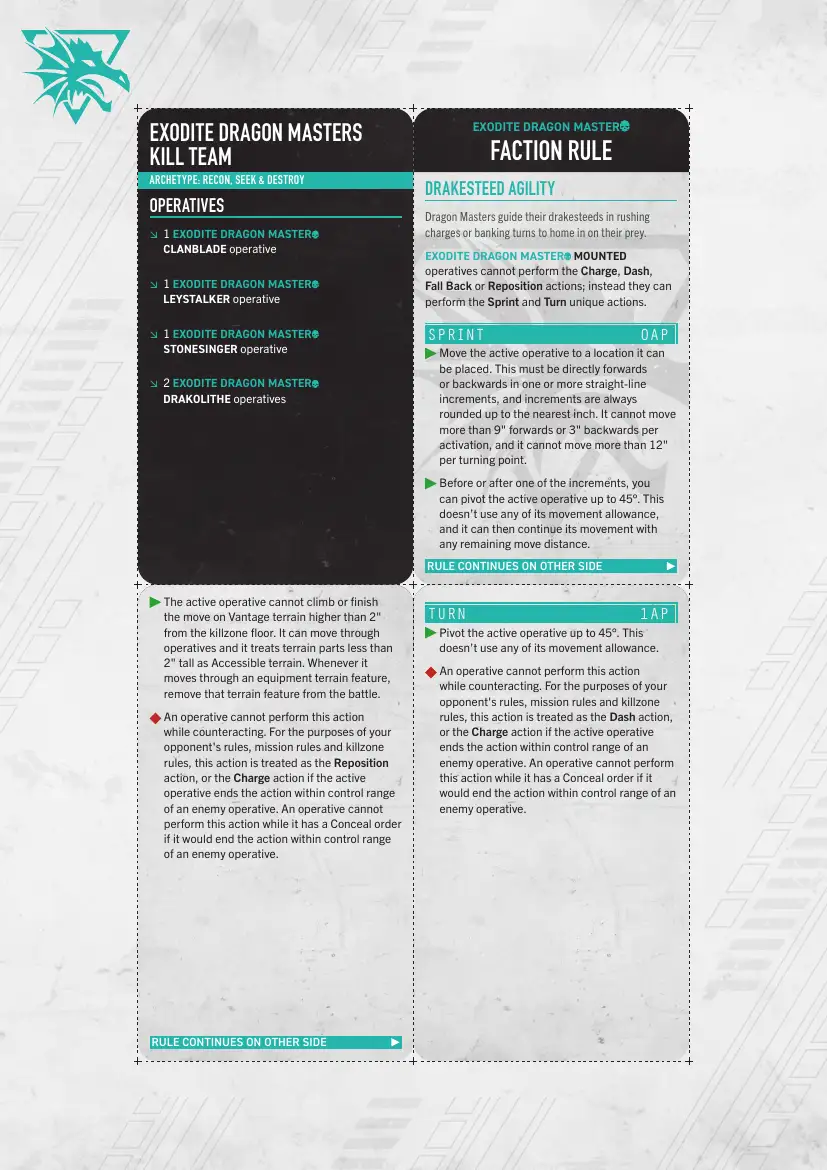 EXODITE DRAGON MASTERS
KILL TEAM
ARCHETYPE: RECON, SEEK & DESTROY
OPERATIVES
↘ 1 EXODITE DRAGON MASTER
CLANBLADE operative
↘ 1 EXODITE DRAGON MASTER
LEYSTALKER operative
↘ 1 EXODITE DRAGON MASTER
STONESINGER operative
↘ 2 EXODITE DRAGON MASTER
DRAKOLITHE operatives
EXODITE DRAGON MASTER
FACTION RULE
DRAKESTEED AGILITY
Dragon Masters guide their drakesteeds in rushing
charges or banking turns to home in on their prey.
EXODITE DRAGON MASTER MOUNTED
operatives cannot perform the Charge, Dash,
Fall Back or Reposition actions; instead they can
perform the Sprint and Turn unique actions.
SPRINT 0AP
Move the active operative to a location it can
be placed. This must be directly forwards
or backwards in one or more straight-line
increments, and increments are always
rounded up to the nearest inch. It cannot move
more than 9" forwards or 3" backwards per
activation, and it cannot move more than 12"
per turning point.
Before or after one of the increments, you
can pivot the active operative up to 45º. This
doesn't use any of its movement allowance,
and it can then continue its movement with
any remaining move distance.
RULE CONTINUES ON OTHER SIDE
The active operative cannot climb or finish
the move on Vantage terrain higher than 2"
from the killzone floor. It can move through
operatives and it treats terrain parts less than
2" tall as Accessible terrain. Whenever it
moves through an equipment terrain feature,
remove that terrain feature from the battle.
An operative cannot perform this action
while counteracting. For the purposes of your
opponent's rules, mission rules and killzone
rules, this action is treated as the Reposition
action, or the Charge action if the active
operative ends the action within control range
of an enemy operative. An operative cannot
perform this action while it has a Conceal order
if it would end the action within control range
of an enemy operative.
RULE CONTINUES ON OTHER SIDE
TURN 1AP
Pivot the active operative up to 45º. This
doesn't use any of its movement allowance.
An operative cannot perform this action
while counteracting. For the purposes of your
opponent's rules, mission rules and killzone
rules, this action is treated as the Dash action,
or the Charge action if the active operative
ends the action within control range of an
enemy operative. An operative cannot perform
this action while it has a Conceal order if it
would end the action within control range of an
enemy operative.